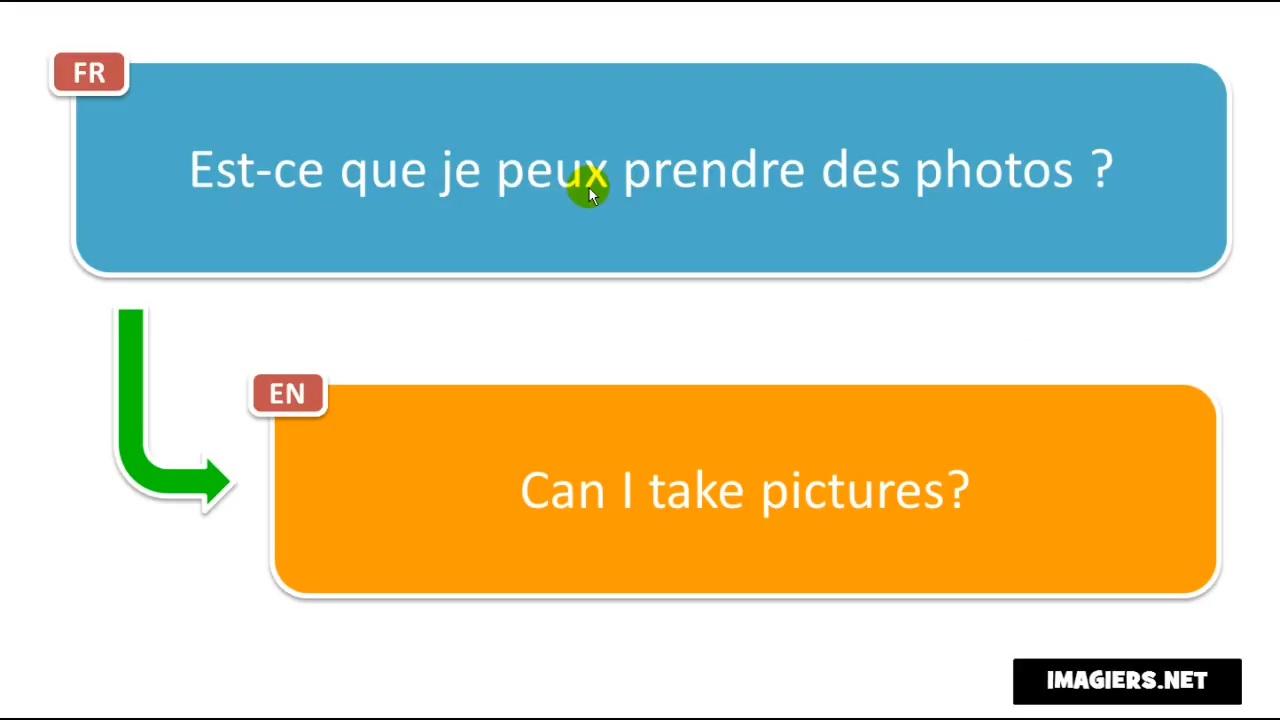 FR
Est-ce que je peux prendre des photos ?
EN
Can I take pictures?
IMAGIERS.NET